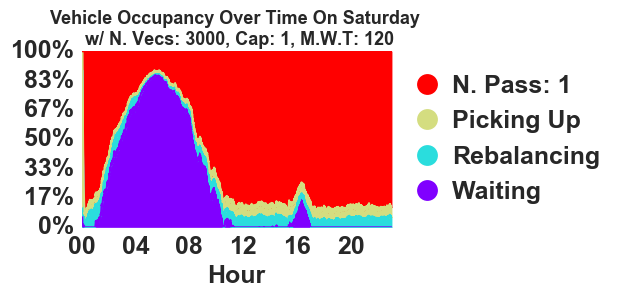 Vehicle Occupancy Over Time On Saturday
w/ N. Vecs: 3000, Cap: 1, M.W.T: 120
100%
83%
67%
50%
33%
17%
0%
00 04 08 12 16 20
Hour
N. Pass: 1
Picking Up
Rebalancing
Waiting